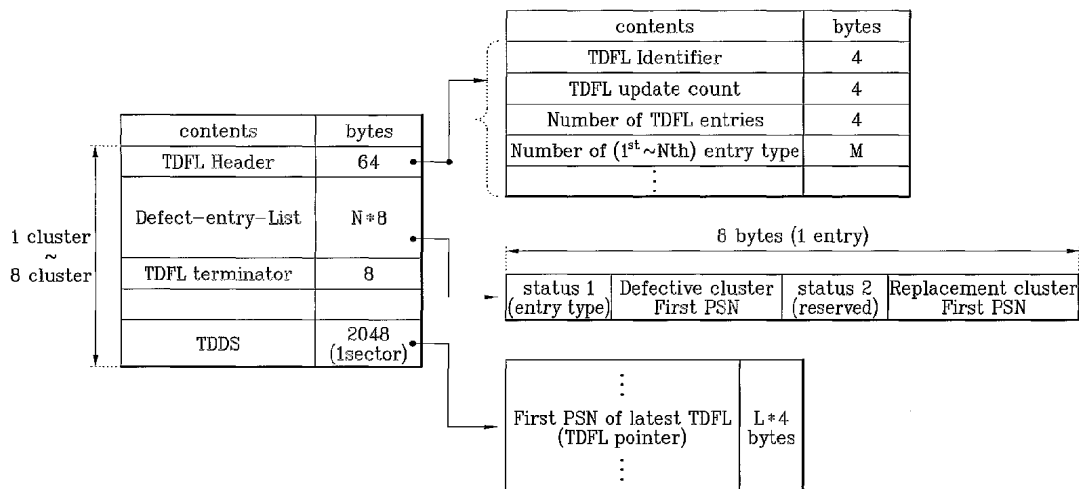 contents bytes
TDFL Identifier 4
TDFL update count 4
Number of TDFL entries 4
Number of (1st~Nth) entry type M
⋮
contents bytes
TDFL Header 64
Defect-entry-List N*8
TDFL terminator 8
TDDS 2048
(1sector)
1 cluster
~
8 cluster
8 bytes (1 entry)
status 1 Defective cluster status 2 Replacement cluster
(entry type) First PSN (reserved) First PSN
⋮
First PSN of latest TDFL L*4
(TDFL pointer) bytes
⋮